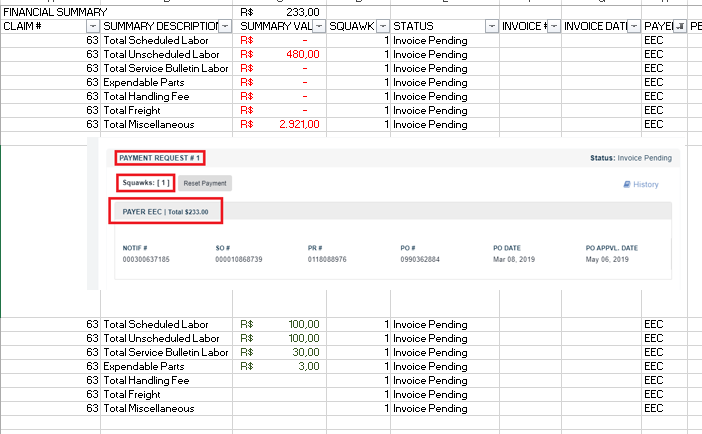 FINANCIAL SUMMARY R$ 233,00
CLAIM # SUMMARY DESCRIPTION SUMMARY VAL SQUAWK STATUS INVOICE # INVOICE DATI PAYEI PE
63 Total Scheduled Labor R$ - 1 Invoice Pending EEC
63 Total Unscheduled Labor R$ 480,00 1 Invoice Pending EEC
63 Total Service Bulletin Labor R$ - 1 Invoice Pending EEC
63 Expendable Parts R$ - 1 Invoice Pending EEC
63 Total Handling Fee R$ - 1 Invoice Pending EEC
63 Total Freight R$ - 1 Invoice Pending EEC
63 Total Miscellaneous R$ 2.921,00 1 Invoice Pending EEC
PAYMENT REQUEST # 1 Status: Invoice Pending
Squawks: [ 1 ] Reset Payment History
PAYER EEC | Total $233.00
NOTIF # SO # PR # PO # PO DATE PO APPVL. DATE
000300637185 000010868739 0118088976 0990362884 Mar 08, 2019 May 06, 2019
63 Total Scheduled Labor R$ 100,00 1 Invoice Pending EEC
63 Total Unscheduled Labor R$ 100,00 1 Invoice Pending EEC
63 Total Service Bulletin Labor R$ 30,00 1 Invoice Pending EEC
63 Expendable Parts R$ 3,00 1 Invoice Pending EEC
63 Total Handling Fee 1 Invoice Pending EEC
63 Total Freight 1 Invoice Pending EEC
63 Total Miscellaneous 1 Invoice Pending EEC